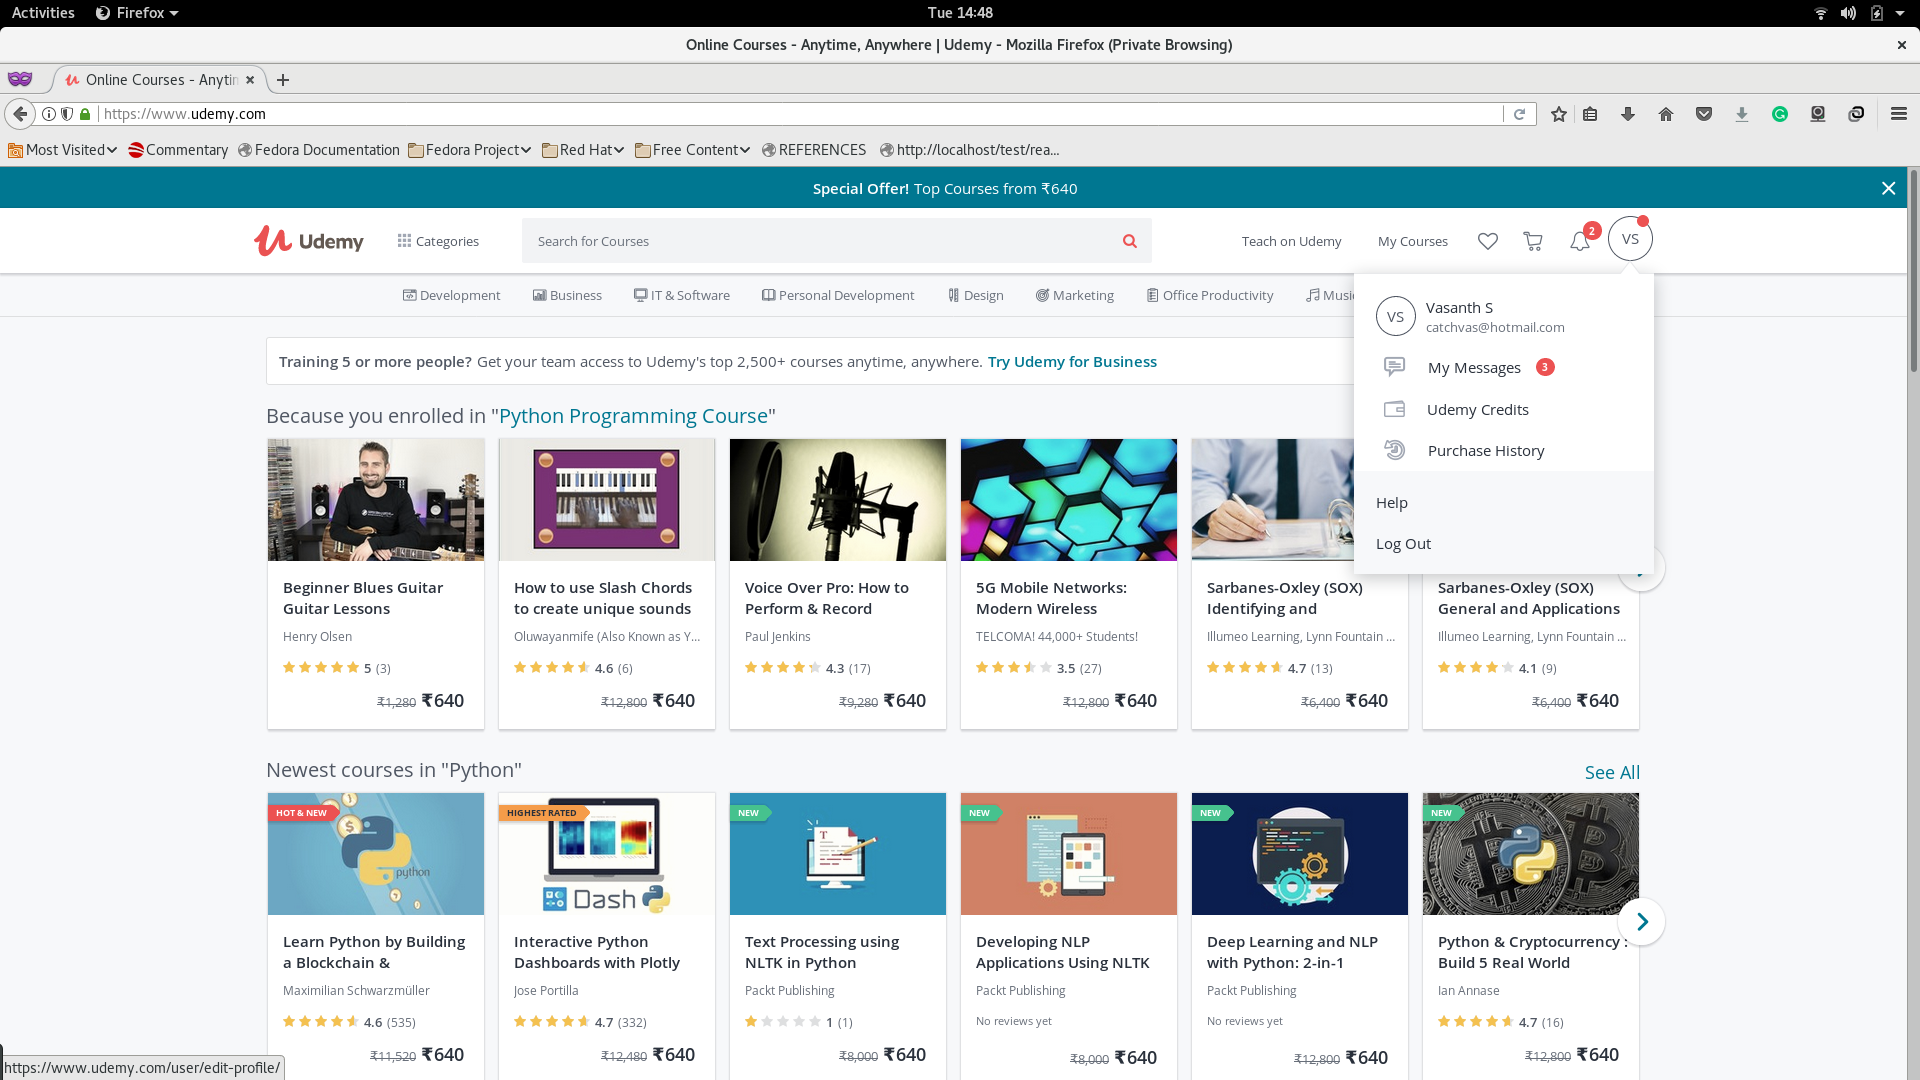 Activities
Firefox
Tue 14:48
Online Courses - Anytime, Anywhere | Udemy - Mozilla Firefox (Private Browsing)
Online Courses - Anytin
https://www.udemy.com
Most Visited
Commentary
Fedora Documentation
Fedora Project
Red Hat
Free Content
REFERENCES
http://localhost/test/rea...
Special Offer! Top Courses from ₹640
Udemy
Categories
Search for Courses
Teach on Udemy
My Courses
2
VS
Development
Business
IT & Software
Personal Development
Design
Marketing
Office Productivity
Music
VS
Vasanth S
catchvas@hotmail.com
My Messages 3
Udemy Credits
Purchase History
Help
Log Out
Training 5 or more people? Get your team access to Udemy's top 2,500+ courses anytime, anywhere. Try Udemy for Business
Because you enrolled in "Python Programming Course"
Beginner Blues Guitar
Guitar Lessons
Henry Olsen
5 (3)
₹1,280 ₹640
How to use Slash Chords
to create unique sounds
Oluwayanmife (Also Known as Y...
4.6 (6)
₹12,800 ₹640
Voice Over Pro: How to
Perform & Record
Paul Jenkins
4.3 (17)
₹9,280 ₹640
5G Mobile Networks:
Modern Wireless
TELCOMA! 44,000+ Students!
3.5 (27)
₹12,800 ₹640
Sarbanes-Oxley (SOX)
Identifying and
Illumeo Learning, Lynn Fountain ...
4.7 (13)
₹6,400 ₹640
Sarbanes-Oxley (SOX)
General and Applications
Illumeo Learning, Lynn Fountain ...
4.1 (9)
₹6,400 ₹640
Newest courses in "Python"
See All
HOT & NEW
python
Learn Python by Building
a Blockchain &
Maximilian Schwarzmüller
4.6 (535)
₹11,520 ₹640
HIGHEST RATED
Dash
Interactive Python
Dashboards with Plotly
Jose Portilla
4.7 (332)
₹12,480 ₹640
NEW
T
Text Processing using
NLTK in Python
Packt Publishing
1 (1)
₹8,000 ₹640
NEW
Developing NLP
Applications Using NLTK
Packt Publishing
No reviews yet
₹8,000 ₹640
NEW
Deep Learning and NLP
with Python: 2-in-1
Packt Publishing
No reviews yet
₹12,800 ₹640
NEW
Python & Cryptocurrency :
Build 5 Real World
Ian Annase
4.7 (16)
₹12,800 ₹640
https://www.udemy.com/user/edit-profile/